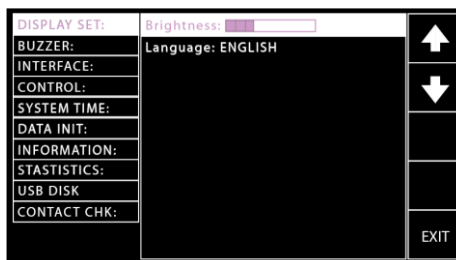 DISPLAY SET:
BUZZER:
INTERFACE:
CONTROL:
SYSTEM TIME:
DATA INIT:
INFORMATION:
STASTISTICS:
USB DISK
CONTACT CHK:
Brightness:
Language: ENGLISH
EXIT